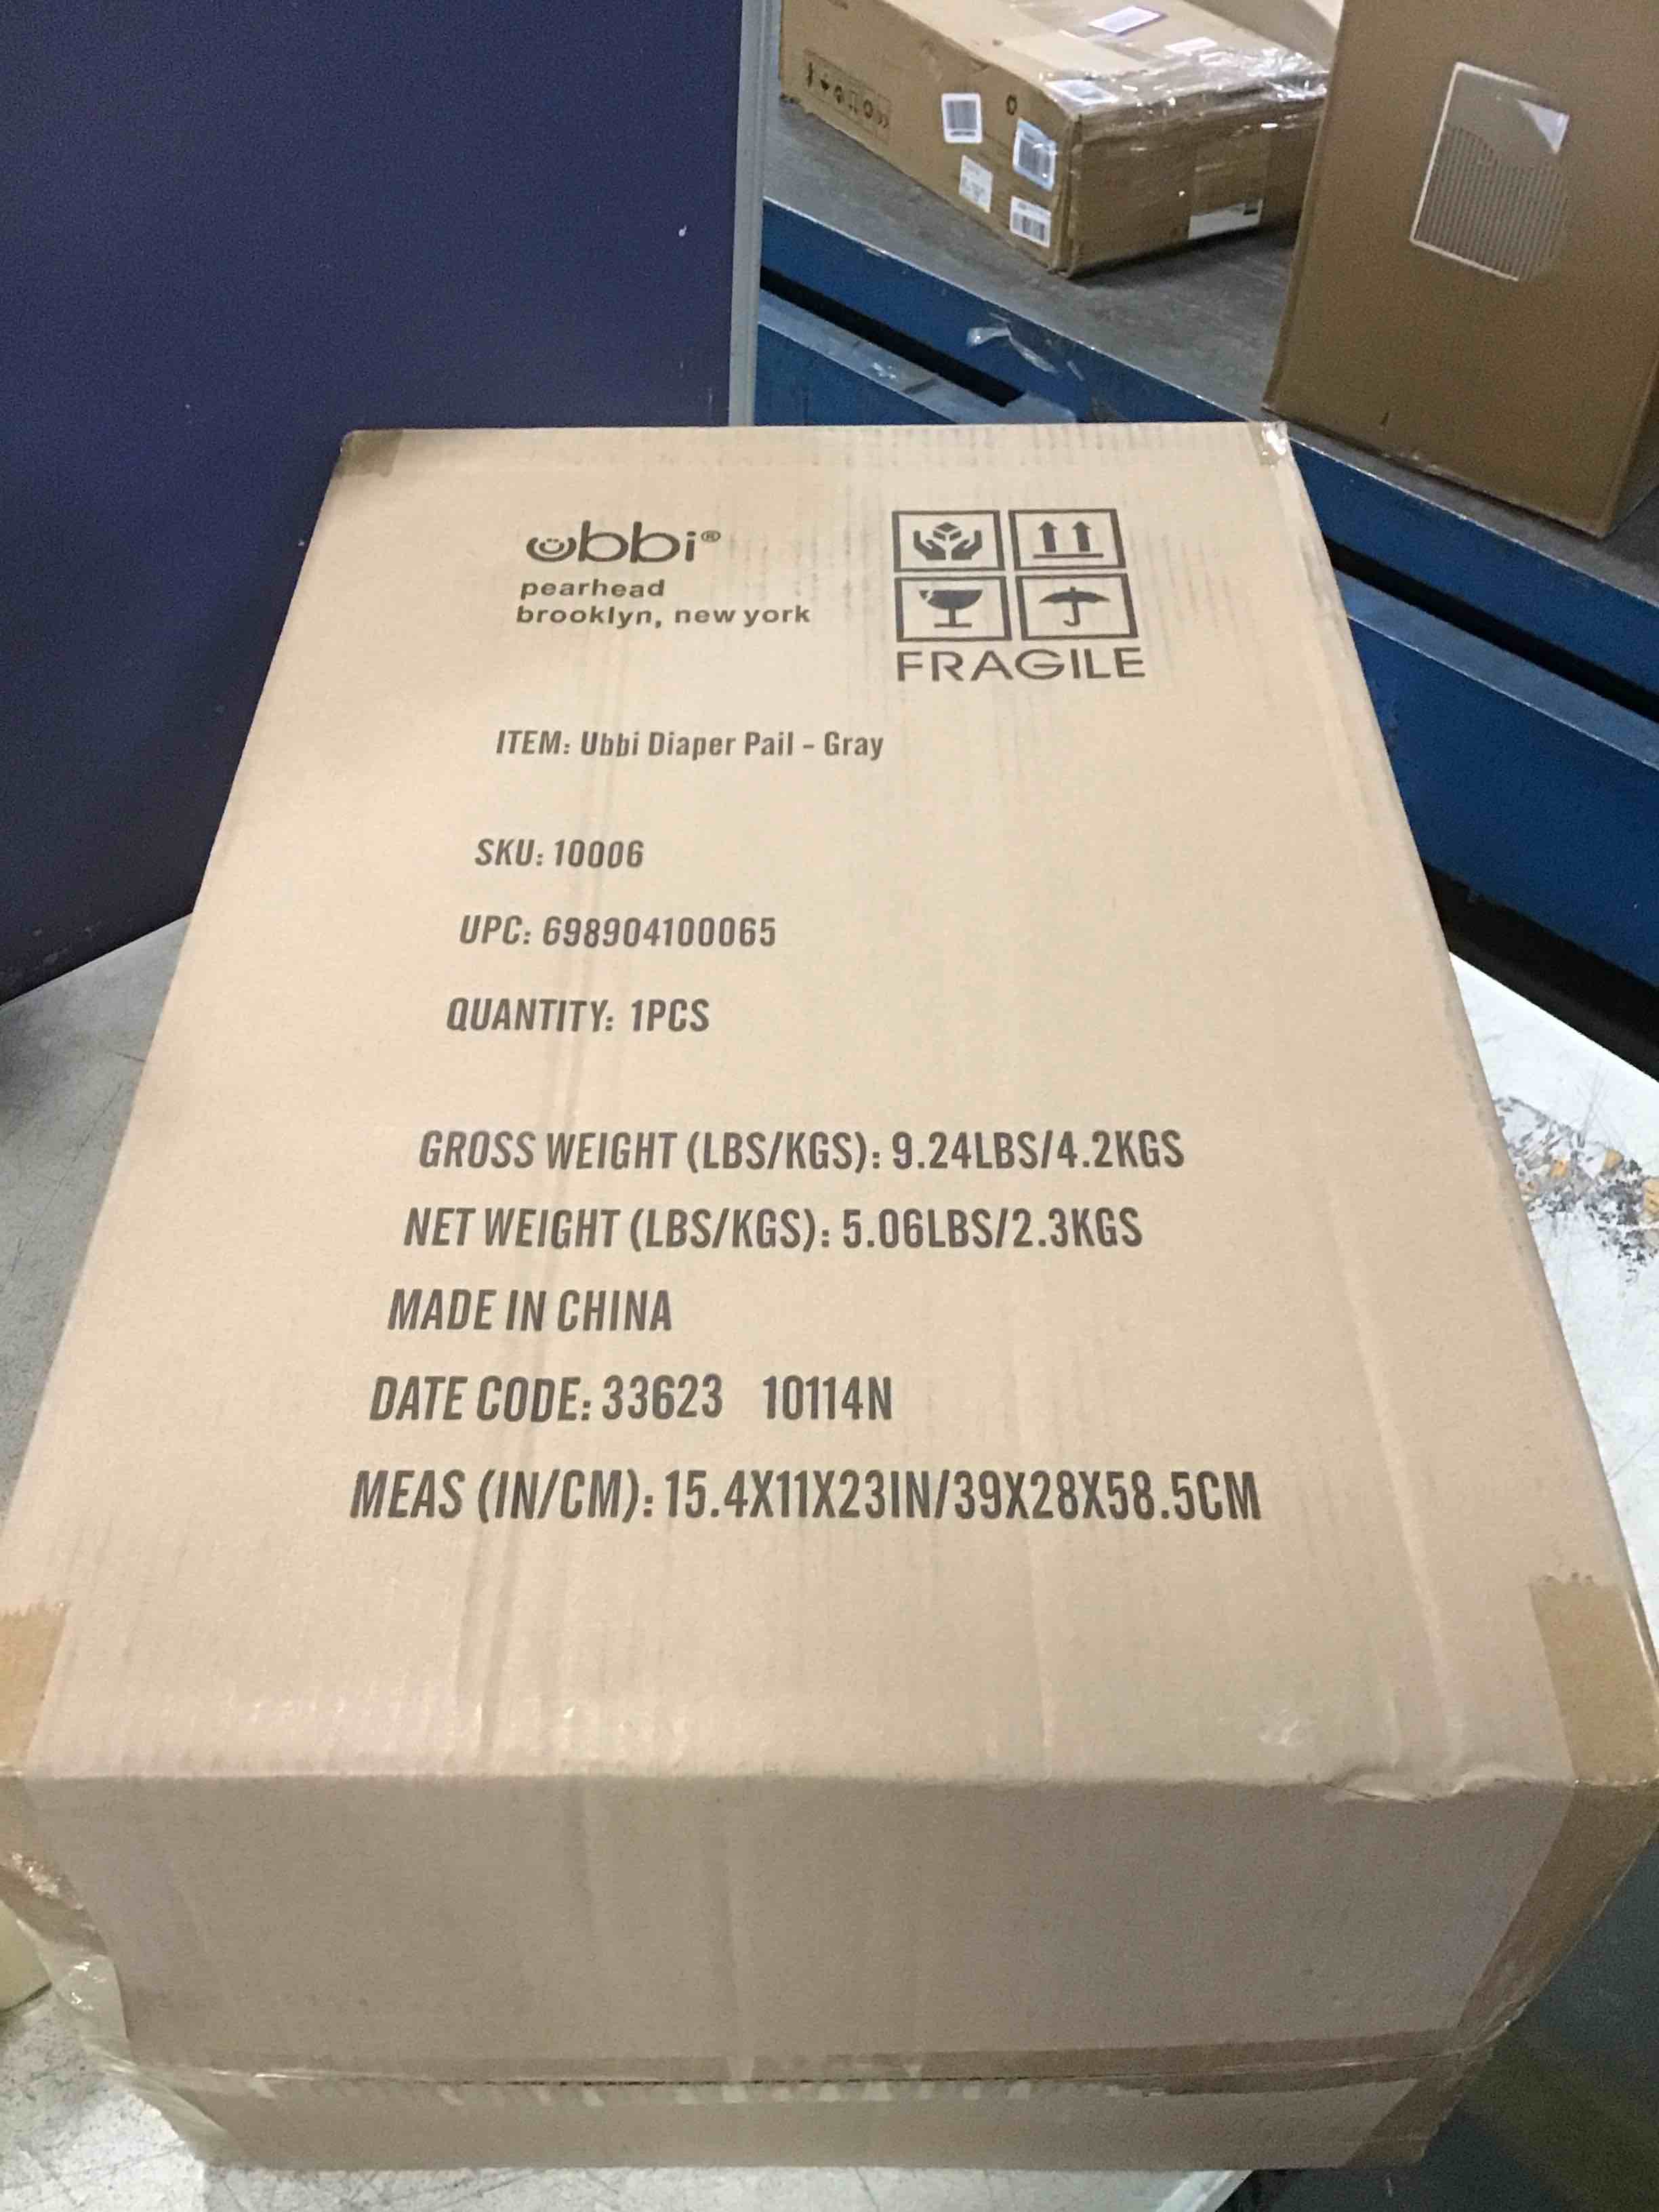 ubbi®
pearhead
brooklyn, new york
FRAGILE
ITEM: Ubbi Diaper Pail - Gray
SKU: 10006
UPC: 698904100065
QUANTITY: 1PCS
GROSS WEIGHT (LBS/KGS): 9.24LBS/4.2KGS
NET WEIGHT (LBS/KGS): 5.06LBS/2.3KGS
MADE IN CHINA
DATE CODE: 33623 10114N
MEAS (IN/CM): 15.4X11X23IN/39X28X58.5CM